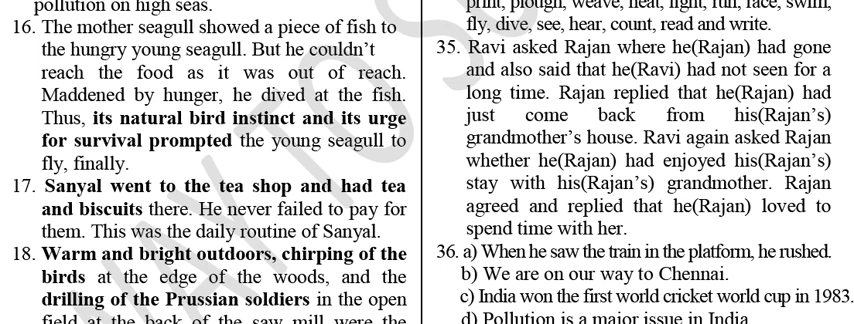 pollution on high seas.
16. The mother seagull showed a piece of fish to
the hungry young seagull. But he couldn't
reach the food as it was out of reach.
Maddened by hunger, he dived at the fish.
Thus, its natural bird instinct and its urge
for survival prompted the young seagull to
fly, finally.
17. Sanyal went to the tea shop and had tea
and biscuits there. He never failed to pay for
them. This was the daily routine of Sanyal.
18. Warm and bright outdoors, chirping of the
birds at the edge of the woods, and the
drilling of the Prussian soldiers in the open
field at the back of the saw mill were the
print, plough, weave, heat, light, run, race, swim,
fly, dive, see, hear, count, read and write.
35. Ravi asked Rajan where he(Rajan) had gone
and also said that he(Ravi) had not seen for a
long time. Rajan replied that he(Rajan) had
just come back from his(Rajan's)
grandmother's house. Ravi again asked Rajan
whether he(Rajan) had enjoyed his(Rajan's)
stay with his(Rajan's) grandmother. Rajan
agreed and replied that he(Rajan) loved to
spend time with her.
36. a) When he saw the train in the platform, he rushed.
b) We are on our way to Chennai.
c) India won the first world cricket world cup in 1983.
d) Pollution is a major issue in India
WAY TO S